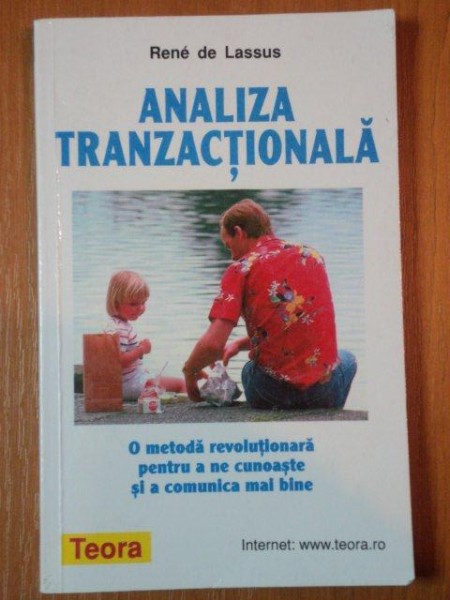 René de Lassus
ANALIZA
TRANZACȚIONALĂ
O metodă revoluționară
pentru a ne cunoaște
și a comunica mai bine
Teora
Internet: www.teora.ro